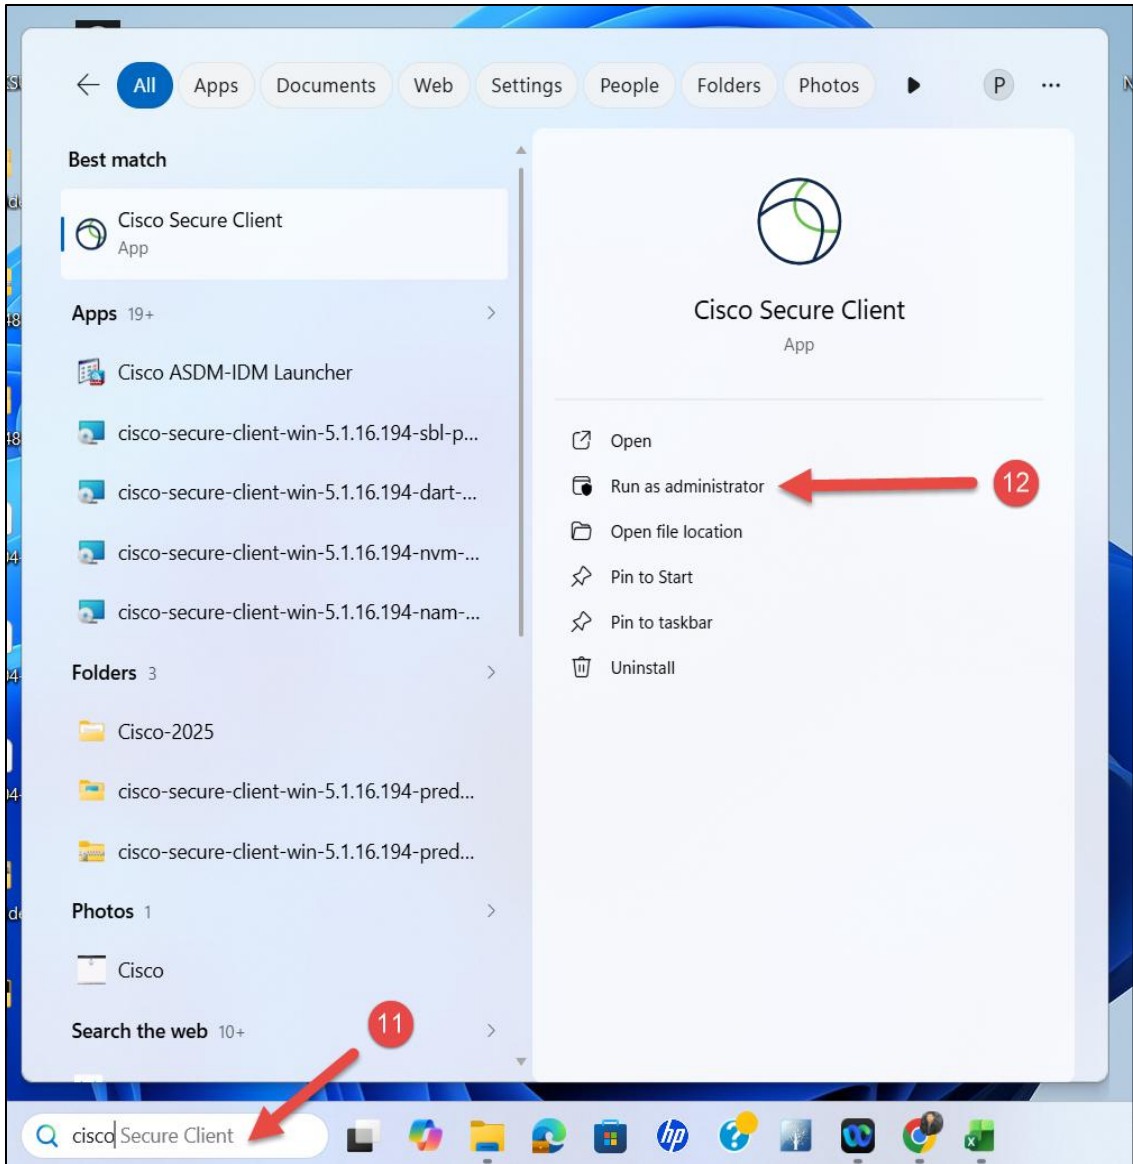 All Apps Documents Web Settings People Folders Photos P ...
Best match
Cisco Secure Client
App
Apps 19+
Cisco ASDM-IDM Launcher
cisco-secure-client-win-5.1.16.194-sbl-p...
cisco-secure-client-win-5.1.16.194-dart-...
cisco-secure-client-win-5.1.16.194-nvm-...
cisco-secure-client-win-5.1.16.194-nam-...
Folders 3
Cisco-2025
cisco-secure-client-win-5.1.16.194-pred...
cisco-secure-client-win-5.1.16.194-pred...
Photos 1
Cisco
Search the web 10+
11
Cisco Secure Client
App
Open
Run as administrator
12
Open file location
Pin to Start
Pin to taskbar
Uninstall
cisco Secure Client
hp